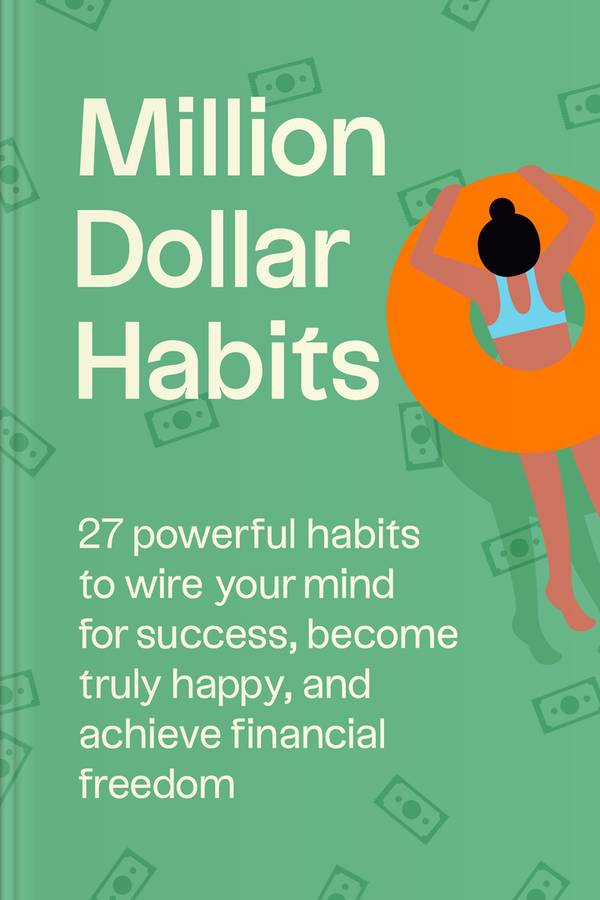 Million
Dollar
Habits
27 powerful habits
to wire your mind
for success, become
truly happy, and
achieve financial
freedom